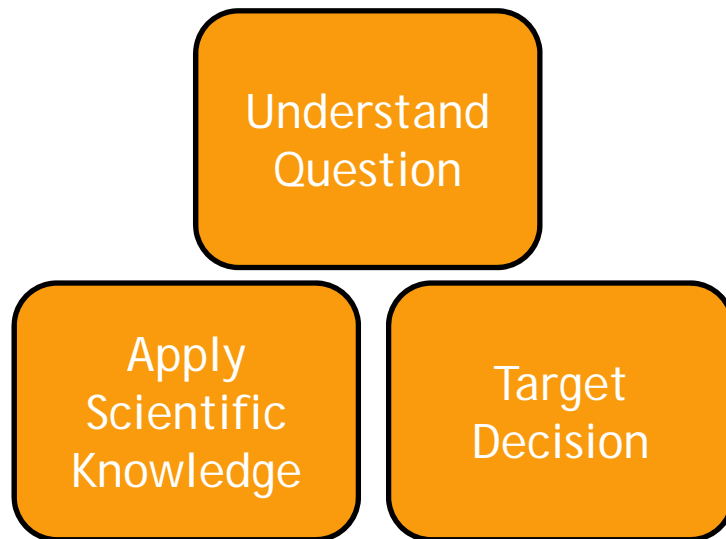 Understand
Question
Apply
Scientific
Knowledge
Target
Decision